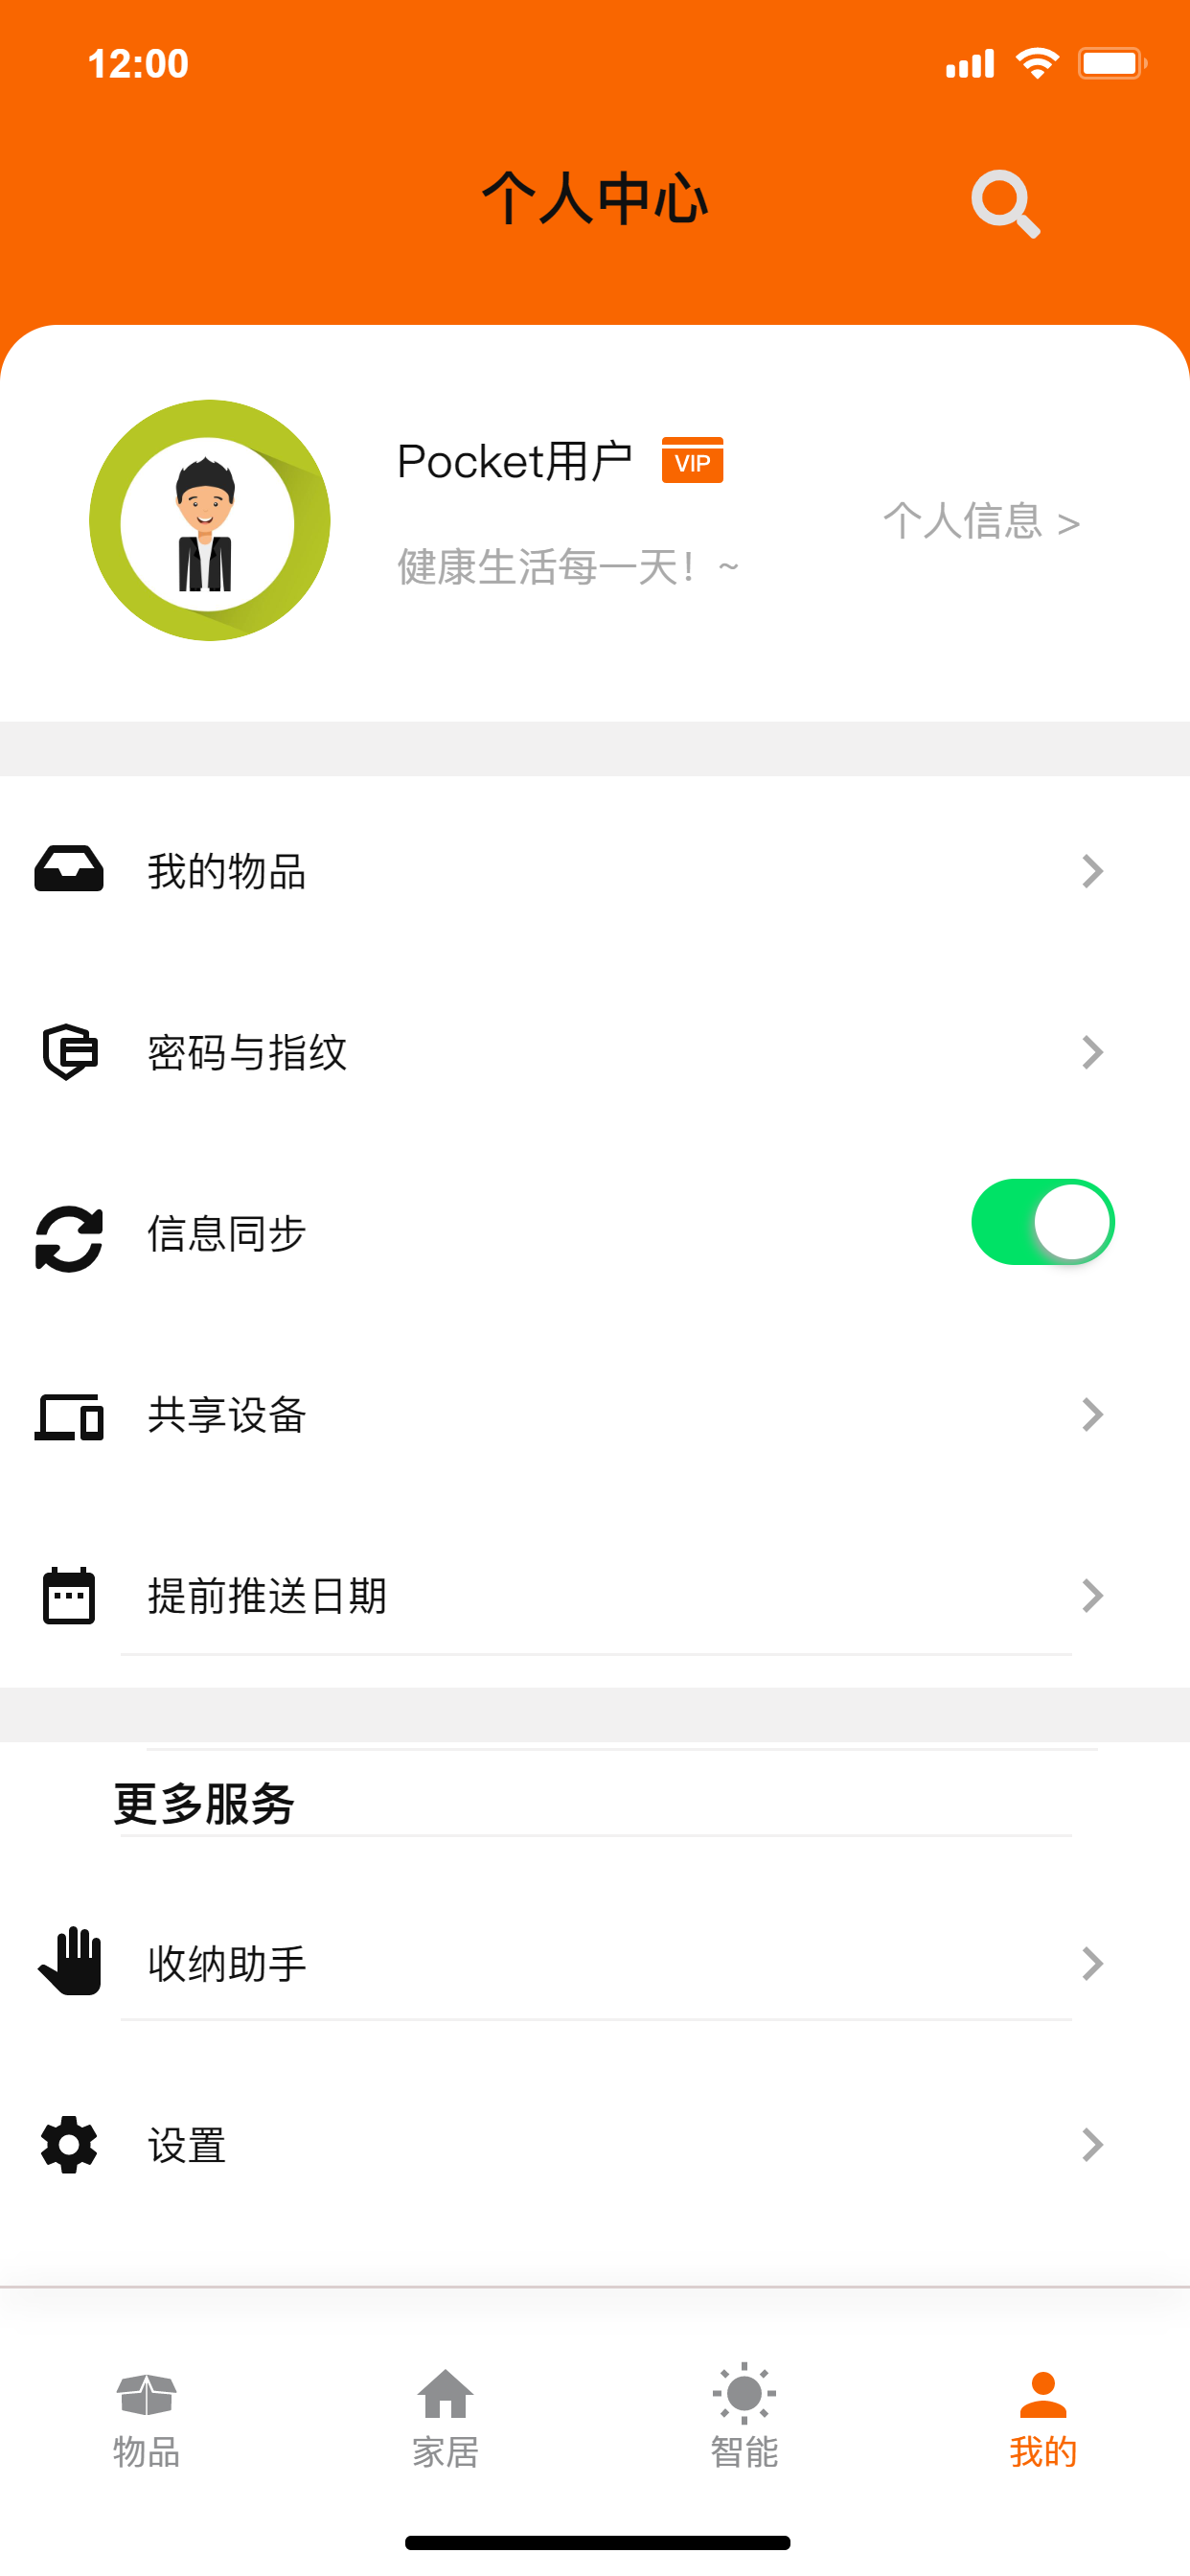 12:00
个人中心
Pocket用户 VIP
个人信息 >
健康生活每一天！~
我的物品
密码与指纹
信息同步
共享设备
提前推送日期
更多服务
收纳助手
设置
物品 家居 智能 我的